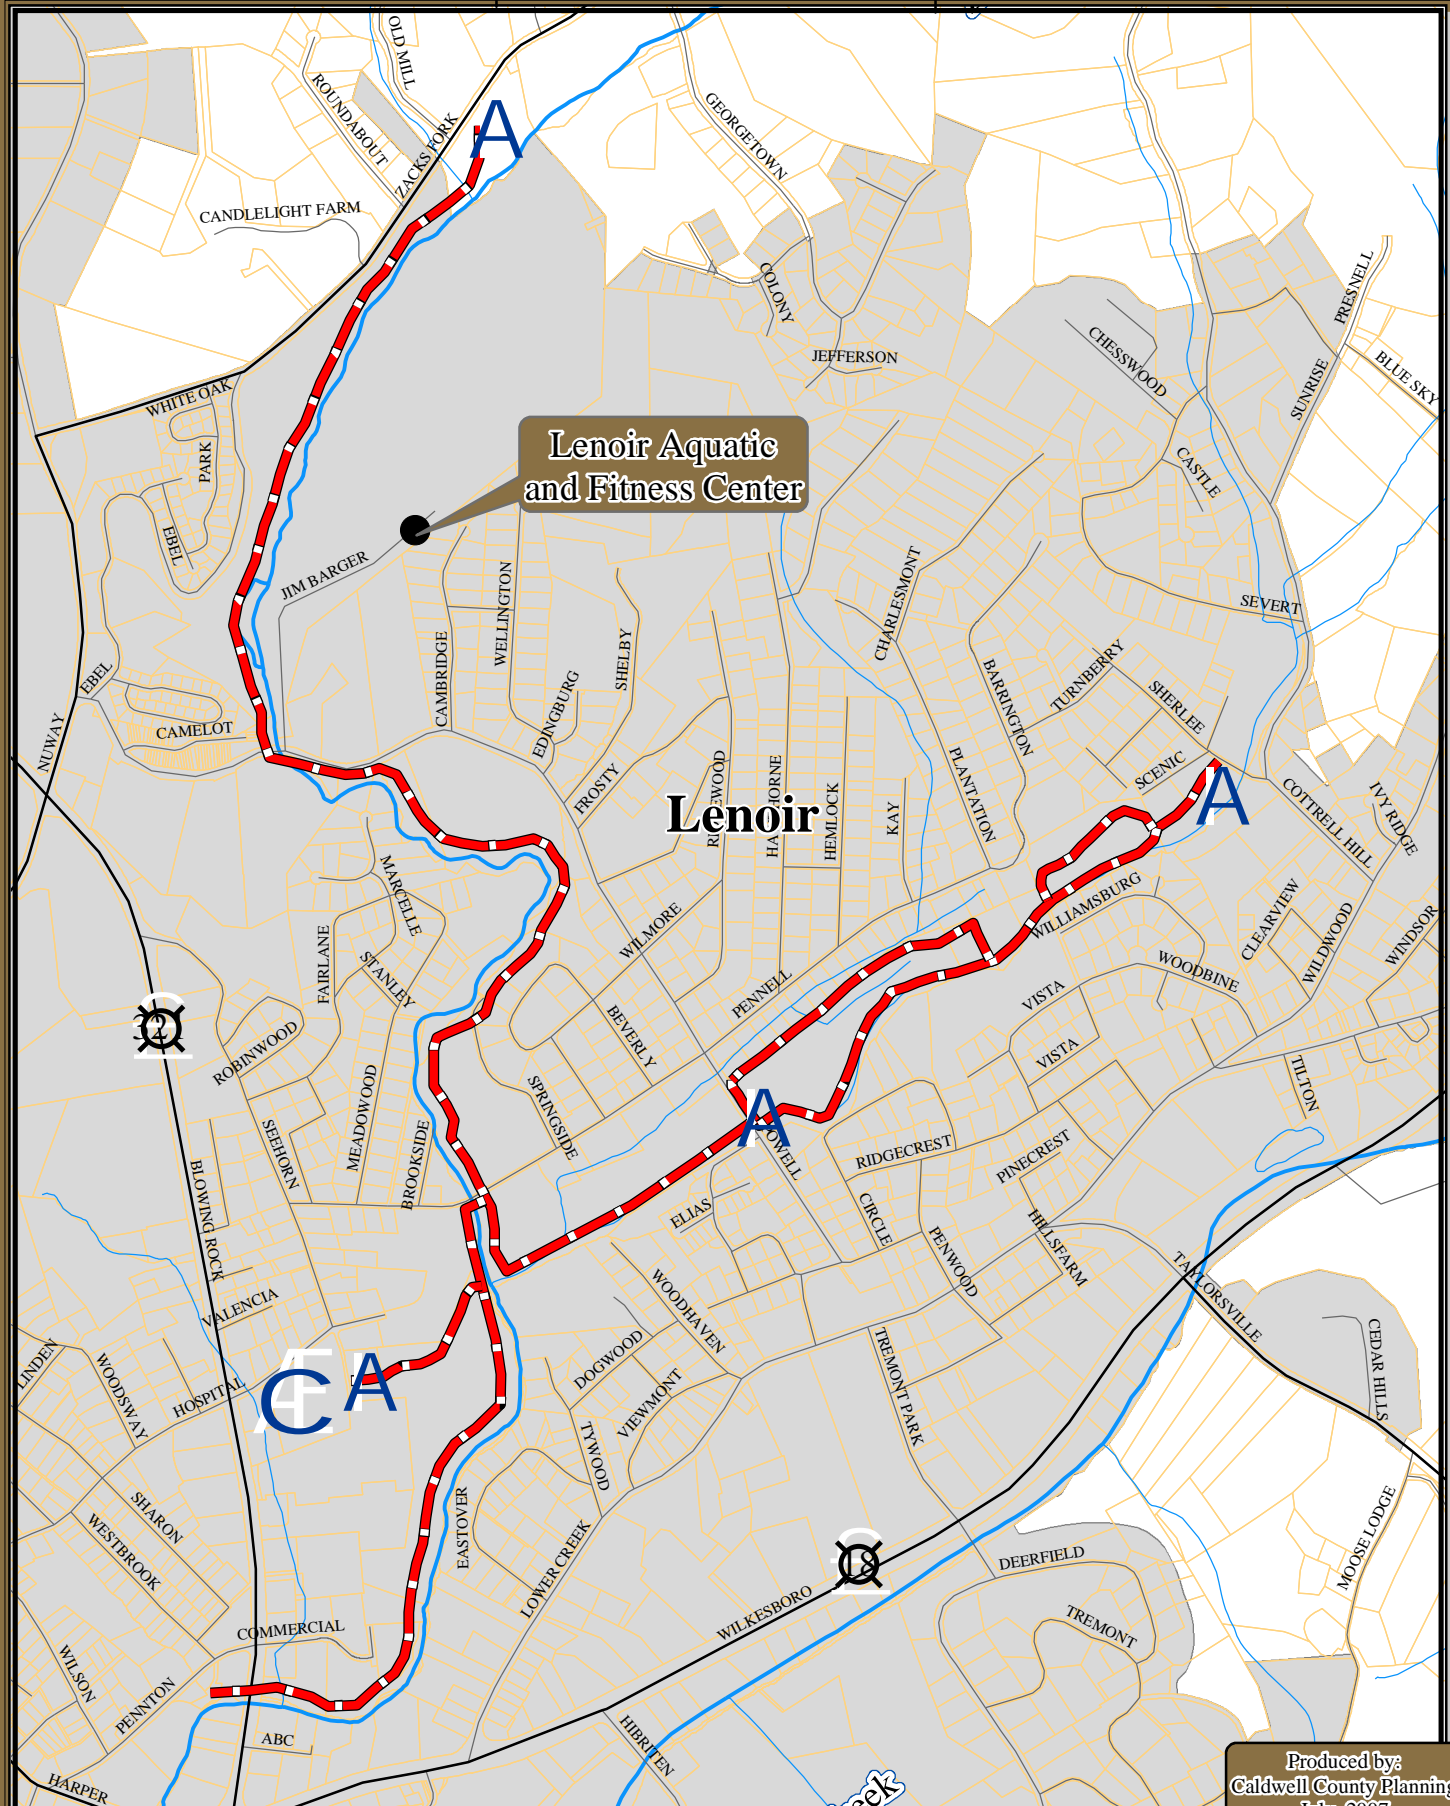 OLD MILL
ROUNDABOUT
ZACKS FORK
A
GEORGETOWN
CANDLELIGHT FARM
COLONY
PRESNELL
JEFFERSON
CHESSWOOD
BLUE SKY
SUNRISE
WHITE OAK
PARK
Lenoir Aquatic
and Fitness Center
CASTLE
EBEL
JIM BARGER
WELLINGTON
CHARLESMONT
SEVERT
CAMBRIDGE
SHELBY
EDINGBURG
BARRINGTON
TURNBERRY
SHERLEE
EBEL
NUWAY
CAMELOT
FROSTY
SCENIC
PLANTATION
A
COTTRELL HILL
IVY RIDGE
Lenoir
HEMLOCK
KAY
MARCELLE
WILLIAMSBURG
CLEARVIEW
WILDWOOD
WINDSOR
WILMORE
FAIRLANE
STANLEY
PENNELL
VISTA
WOODBINE
BEVERLY
ROBINWOOD
VISTA
SPRINGSIDE
MEADOWOOD
TILTON
A
SEEHORN
BROOKSIDE
RIDGECREST
PINECREST
BLOWING ROCK
ELIAS
CIRCLE
HILLSFARM
PENWOOD
TAYLORSVILLE
VALENCIA
WOODHAVEN
CEDAR HILLS
LINDEN
WOODSWAY
HOSPITAL
C
A
DOGWOOD
VIEWMONT
TREMONT PARK
TYWOOD
SHARON
WESTBROOK
EASTOVER
LOWER CREEK
MOOSE LODGE
18
DEERFIELD
WILKESBORO
TREMONT
COMMERCIAL
WILSON
PENNTON
ABC
HIBRITEN
HARPER
Produced by:
Caldwell County Planning